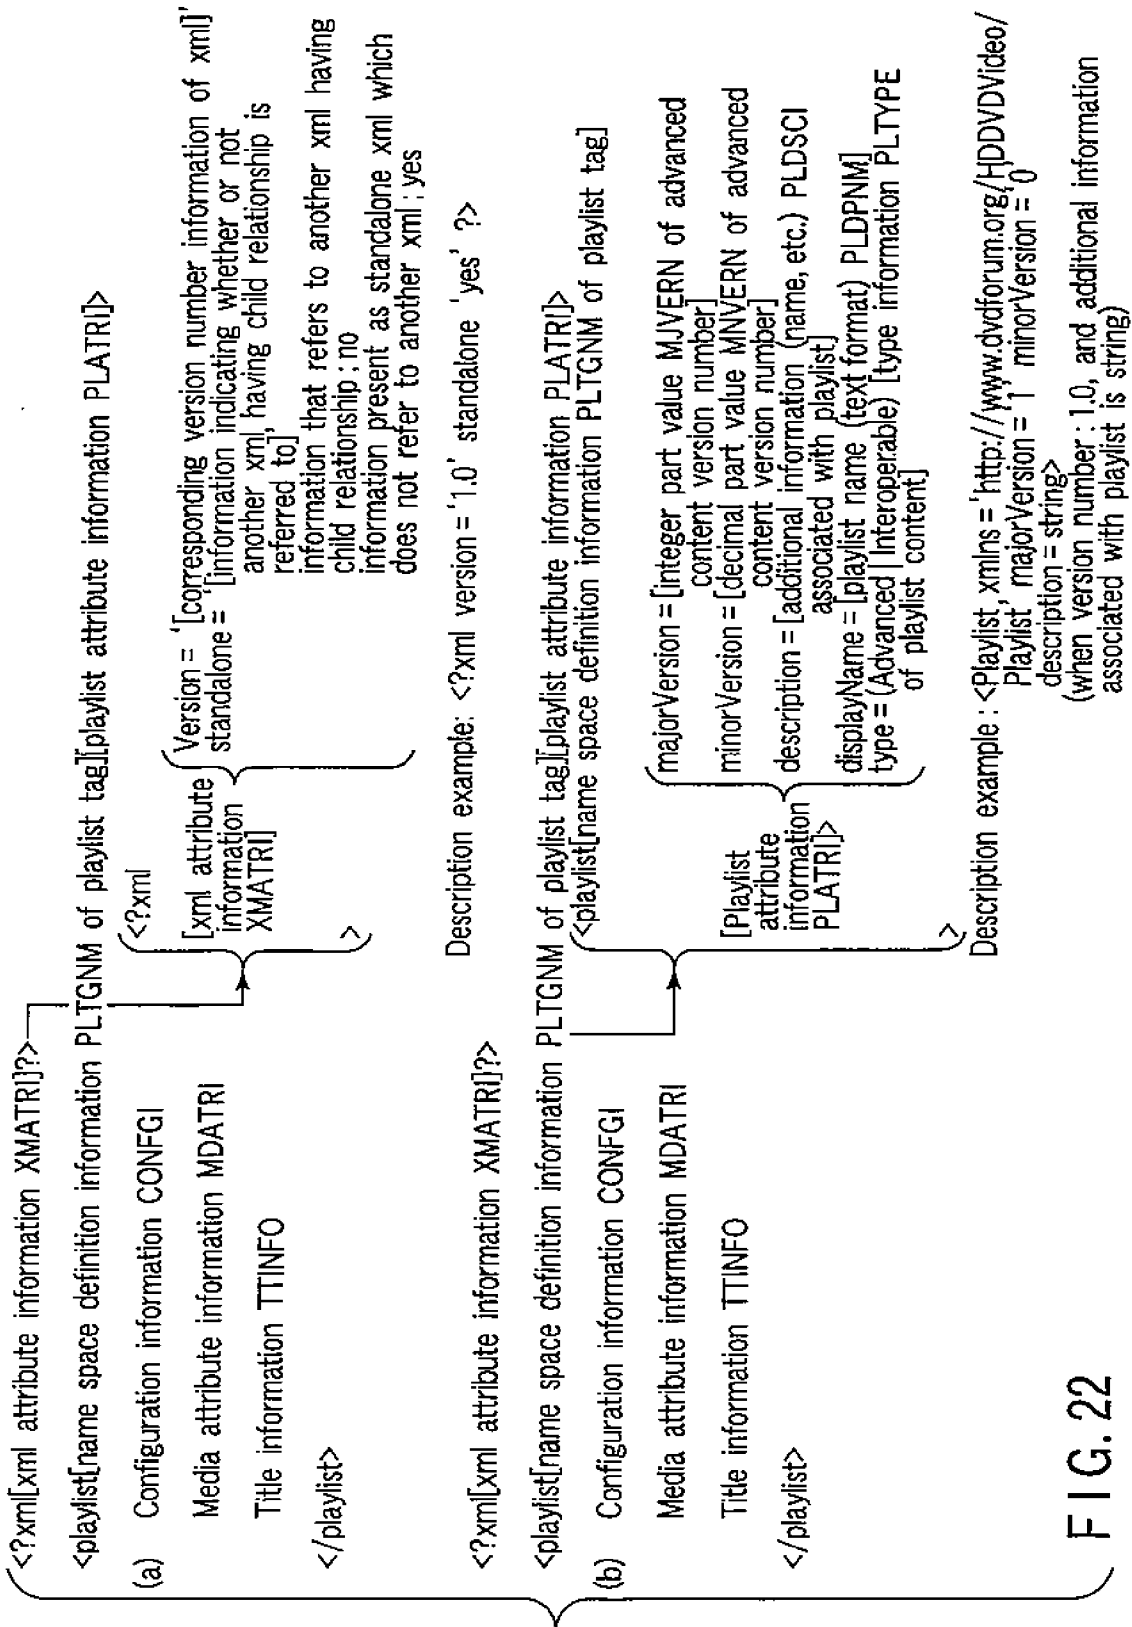 <?xml[xml attribute information XMATRI]?>
<playlist[name space definition information PLTGNM of playlist tag][playlist attribute information PLATRI]>
(a) Configuration information CONFGI
Media attribute information MDATRI
Title information TTINFO
</playlist>
<?xml
[xml attribute
information
XMATRI]
>
Version = '[corresponding version number information of xml]'
standalone = '[information indicating whether or not
another xml having child relationship is
referred to]'
information that refers to another xml having
child relationship ; no
information present as standalone xml which
does not refer to another xml ; yes
Description example: <?xml version = '1.0' standalone 'yes' ?>
<?xml[xml attribute information XMATRI]?>
<playlist[name space definition information PLTGNM of playlist tag][playlist attribute information PLATRI]>
(b) Configuration information CONFGI
Media attribute information MDATRI
Title information TTINFO
</playlist>
<playlist[name space definition information PLTGNM of playlist tag]
[Playlist
attribute
information
PLATRI]>
>
majorVersion = [integer part value MJVERN of advanced
content version number]
minorVersion = [decimal part value MNVERN of advanced
content version number]
description = [additional information (name, etc.) PLDSCI
associated with playlist]
displayName = [playlist name (text format) PLDPNM]
type = (Advanced | Interoperable) [type information PLTYPE
of playlist content]
Description example : <Playlist xmlns = 'http://www.dvdforum.org/HDDVDVideo/
Playlist' majorVersion = '1' minorVersion = '0'
description = string>
(when version number : 1.0, and additional information
associated with playlist is string)
FIG. 22